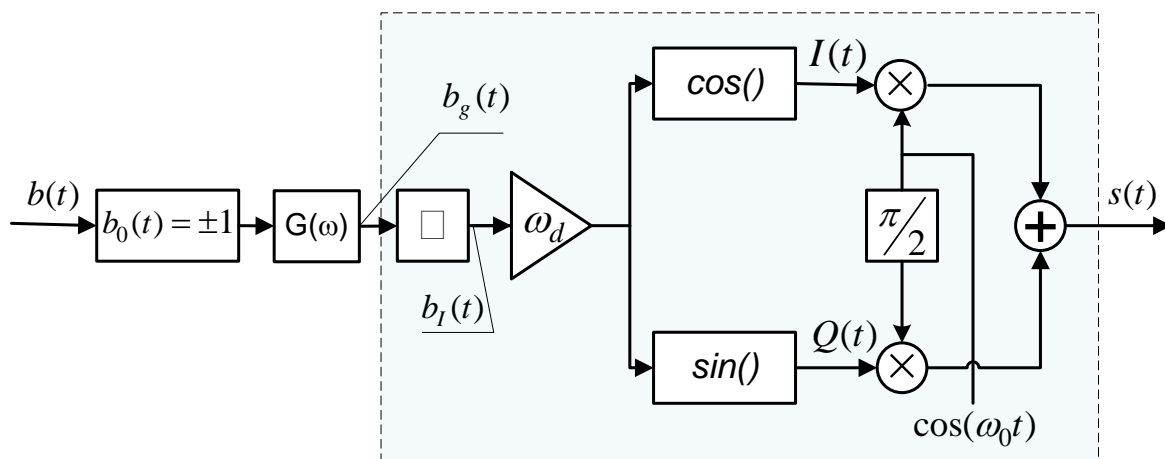 cos()
I(t)
×
b_g(t)
b(t)
b_0(t) = ±1
G(ω)
□
ω_d
π/2
+
s(t)
b_I(t)
sin()
Q(t)
×
cos(ω_0t)